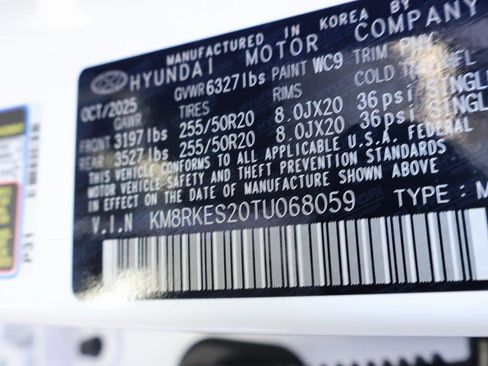 MANUFACTURED IN KOREA BY
HYUNDAI MOTOR COMPANY
OCT/2025 GVWR 6327lbs PAINT WC9 TRIM
GAWR TIRES RIMS COLD
FRONT 3197lbs 255/50R20 8.0JX20 36psi SINGLE
REAR 3527lbs 255/50R20 8.0JX20 36psi SINGL
THIS VEHICLE CONFORMS TO ALL APPLICABLE U.S.A. FEDERAL
MOTOR VEHICLE SAFETY AND THEFT PREVENTION STANDARDS
IN EFFECT ON THE DATE OF MANUFACTURE SHOWN ABOVE
V.I.N KM8RKES20TU068059 TYPE: M
P31